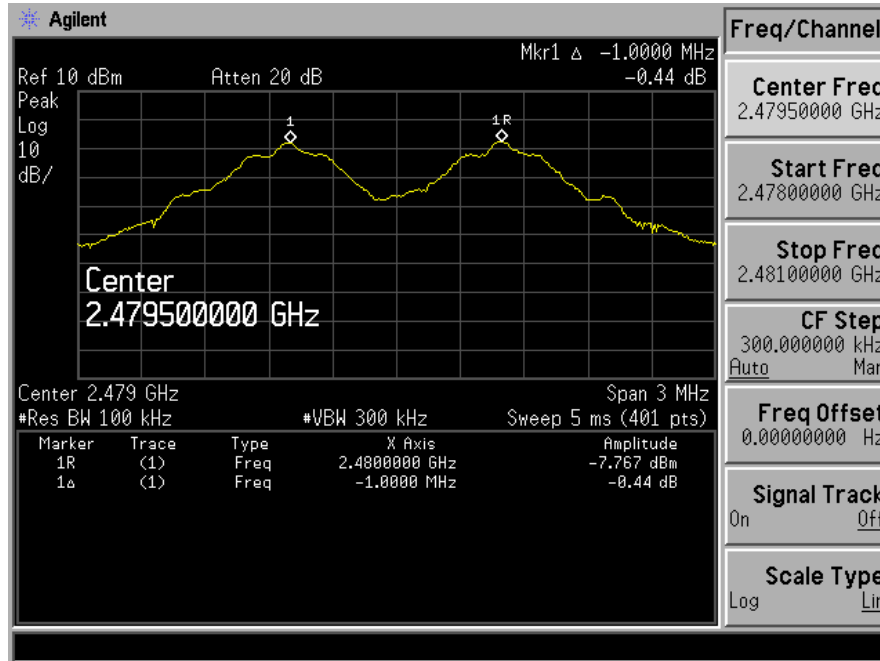 Agilent
Freq/Channel
Mkr1 Δ -1.0000 MHz
Ref 10 dBm Atten 20 dB -0.44 dB
Peak
Log
10
dB/
1
1R
Center
2.479500000 GHz
Center 2.479 GHz Span 3 MHz
#Res BW 100 kHz #VBW 300 kHz Sweep 5 ms (401 pts)
Marker Trace Type X Axis Amplitude
1R (1) Freq 2.4800000 GHz -7.767 dBm
1Δ (1) Freq -1.0000 MHz -0.44 dB
Center Freq
2.47950000 GHz
Start Freq
2.47800000 GHz
Stop Freq
2.48100000 GHz
CF Step
300.000000 kHz
Auto Man
Freq Offset
0.00000000 Hz
Signal Track
On Off
Scale Type
Log Lin